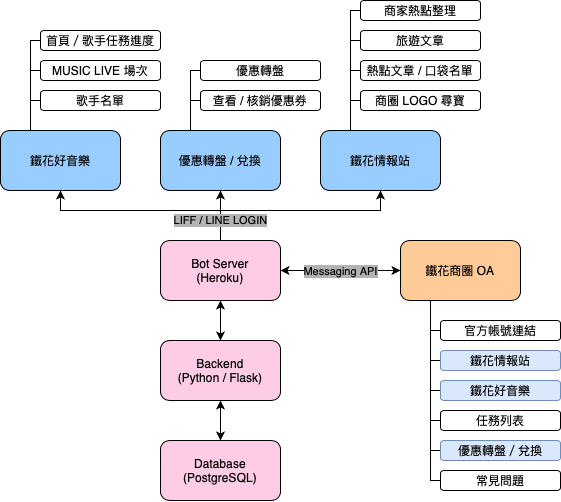 商家熱點整理
首頁 / 歌手任務進度
旅遊文章
MUSIC LIVE 場次
優惠轉盤
熱點文章 / 口袋名單
歌手名單
查看 / 核銷優惠券
商圈 LOGO 尋寶
鐵花好音樂
優惠轉盤 / 兌換
鐵花情報站
LIFF / LINE LOGIN
Bot Server
(Heroku)
Messaging API
鐵花商圈 OA
官方帳號連結
Backend
(Python / Flask)
鐵花情報站
鐵花好音樂
任務列表
優惠轉盤 / 兌換
Database
(PostgreSQL)
常見問題